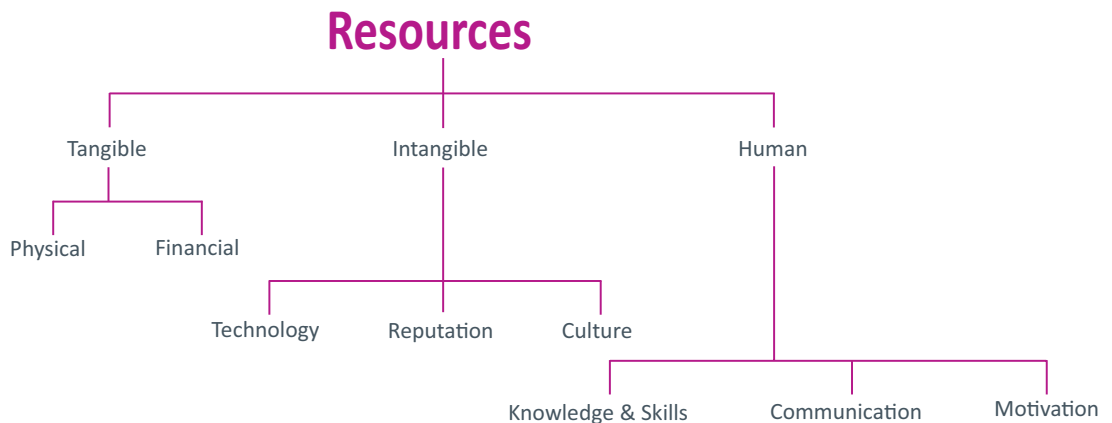 Resources
Tangible
Intangible
Human
Physical
Financial
Technology
Reputation
Culture
Knowledge & Skills
Communication
Motivation